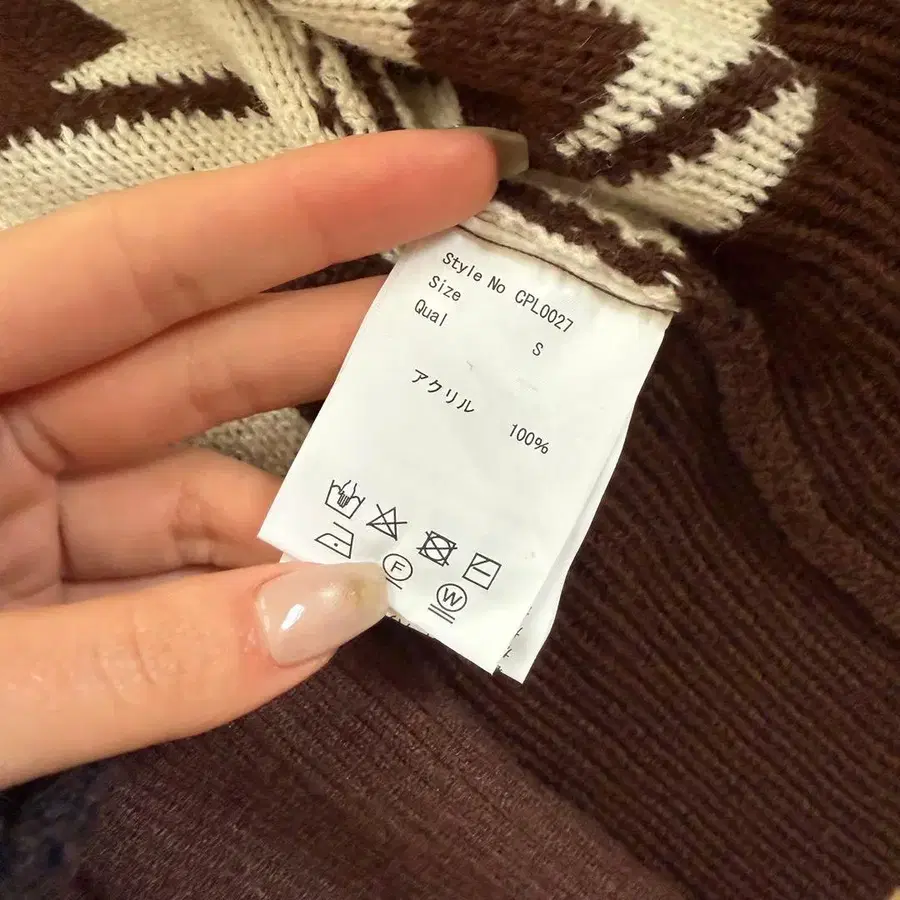 Style No CPL0027
Size S
Qual
アクリル 100%
F W